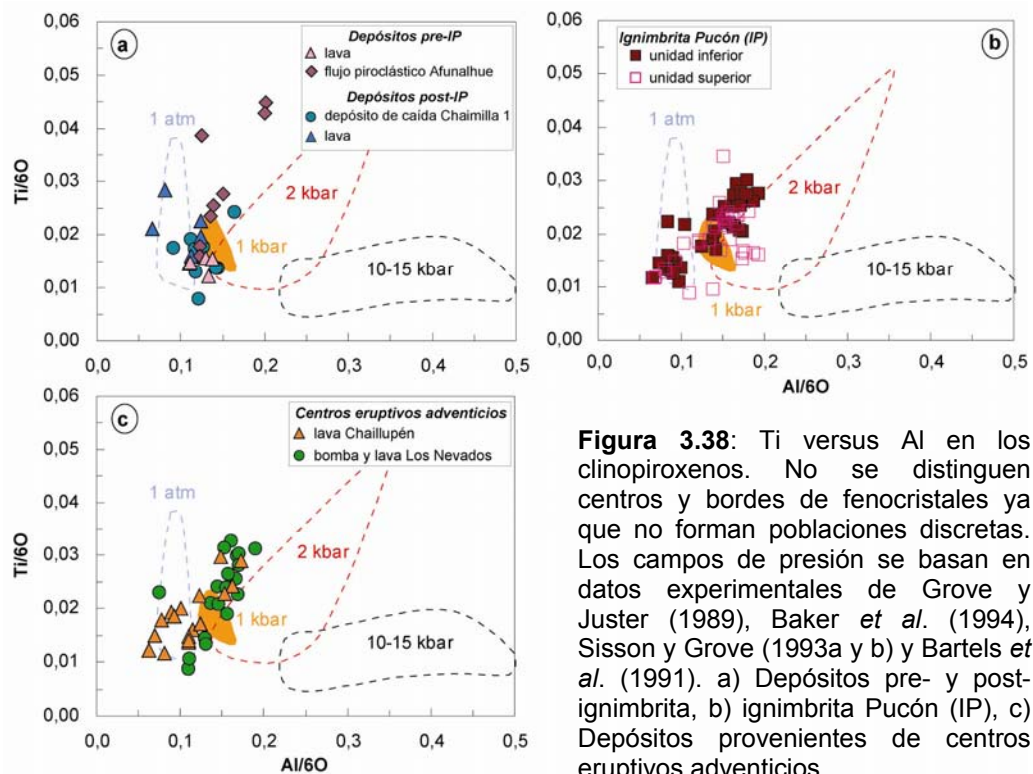 0,06
0,05
0,04
0,03
0,02
0,01
0,00
Ti/6O
a
Depósitos pre-IP
lava
flujo piroclástico Afunalhue
Depósitos post-IP
depósito de caída Chaimilla 1
lava
1 atm
2 kbar
1 kbar
10-15 kbar
0,0 0,1 0,2 0,3 0,4 0,5
0,06
0,05
0,04
0,03
0,02
0,01
0,00
b
Ignimbrita Pucón (IP)
unidad inferior
unidad superior
1 atm
2 kbar
10-15 kbar
1 kbar
0,0 0,1 0,2 0,3 0,4 0,5
Al/6O
0,06
0,05
0,04
0,03
0,02
0,01
0,00
Ti/6O
c
Centros eruptivos adventicios
lava Chaillupén
bomba y lava Los Nevados
1 atm
2 kbar
1 kbar
10-15 kbar
0,0 0,1 0,2 0,3 0,4 0,5
Al/6O
Figura 3.38: Ti versus Al en los
clinopiroxenos. No se distinguen
centros y bordes de fenocristales ya
que no forman poblaciones discretas.
Los campos de presión se basan en
datos experimentales de Grove y
Juster (1989), Baker et al. (1994),
Sisson y Grove (1993a y b) y Bartels et
al. (1991). a) Depósitos pre- y post-
ignimbrita, b) ignimbrita Pucón (IP), c)
Depósitos provenientes de centros
eruptivos adventicios